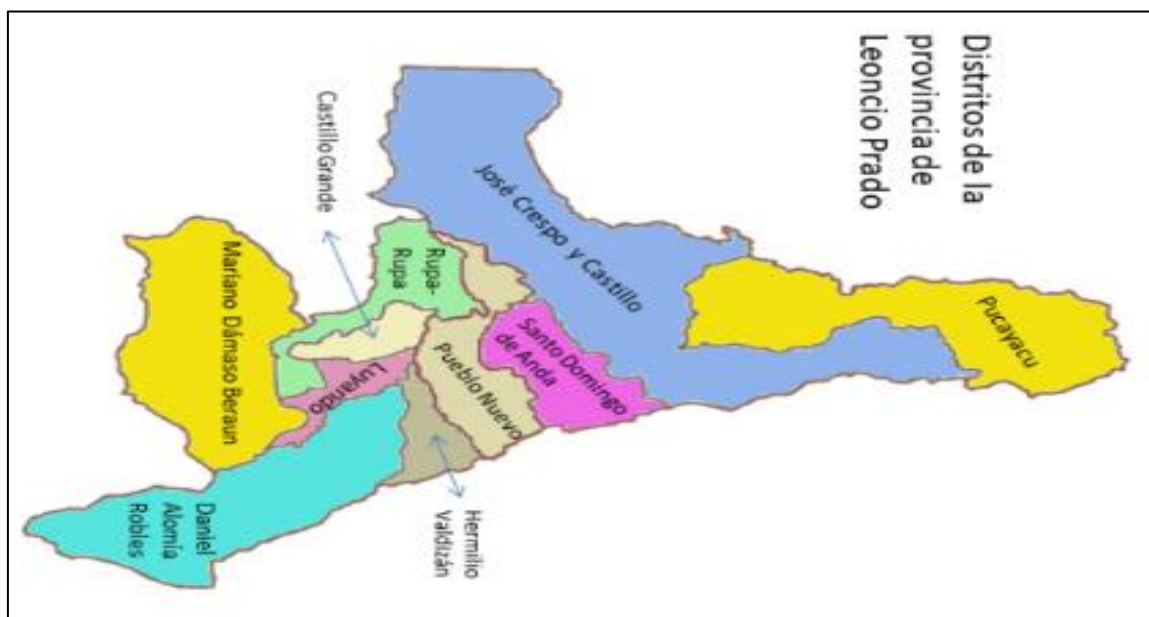 Distritos de la
provincia de
Leoncio Prado
Pucayacu
José Crespo y Castillo
Santo Domingo
de Anda
Pueblo Nuevo
Rupa-
Rupa
Castillo Grande
Luyando
Hermilio
Valdizán
Mariano Dámaso Beraun
Daniel
Alomía
Robles